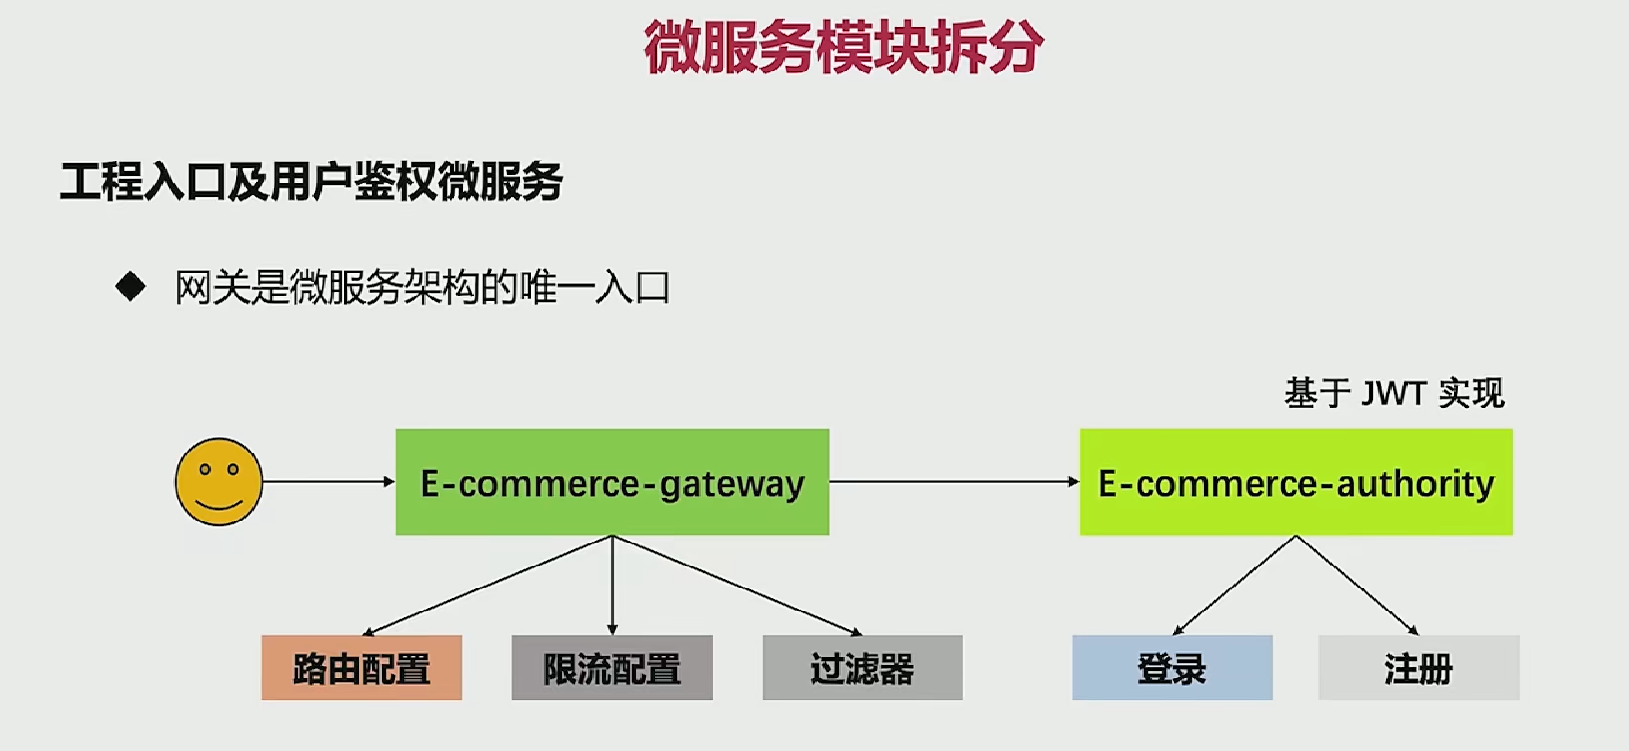 微服务模块拆分
工程入口及用户鉴权微服务
◆ 网关是微服务架构的唯一入口
基于 JWT 实现
E-commerce-gateway
E-commerce-authority
路由配置
限流配置
过滤器
登录
注册